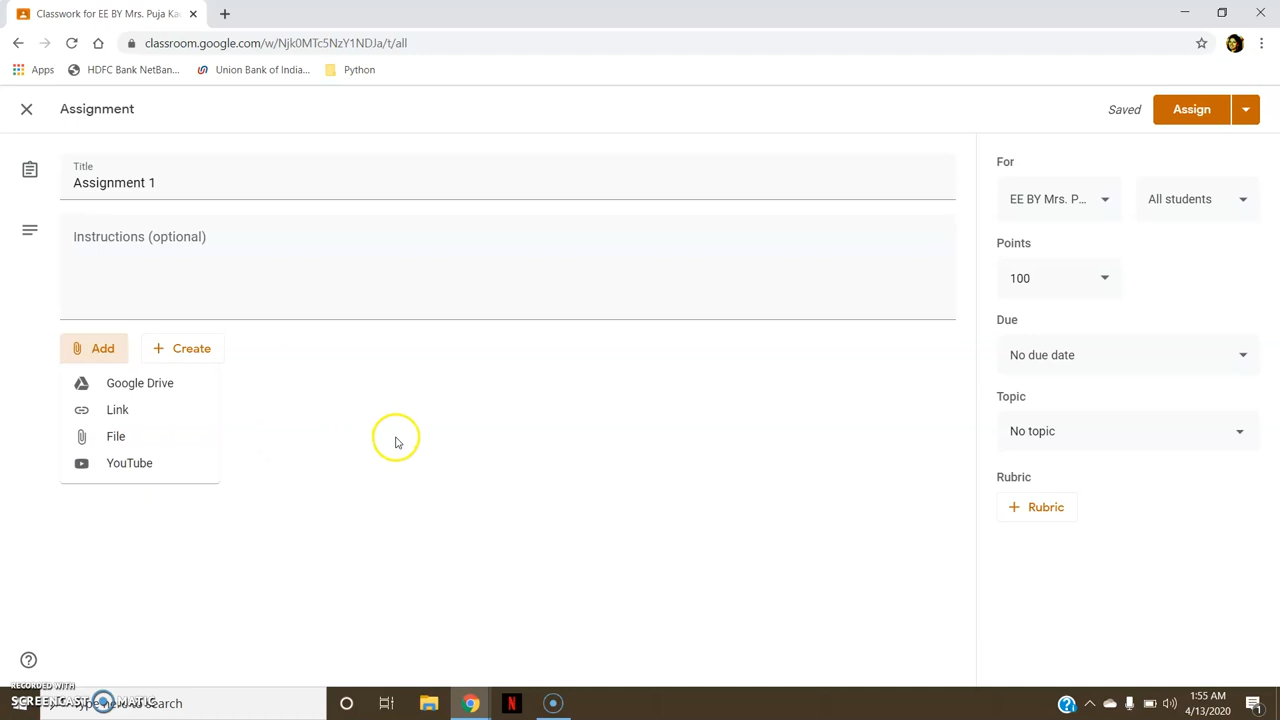 Classwork for EE BY Mrs. Puja Ka
classroom.google.com/w/Njk0MTc5NzY1NDJa/t/all
Apps HDFC Bank NetBan... Union Bank of India... Python
Assignment Saved Assign
Title
Assignment 1
Instructions (optional)
Add Create
Google Drive
Link
File
YouTube
For
EE BY Mrs. P... All students
Points
100
Due
No due date
Topic
No topic
Rubric
Rubric
RECORDED WITH
SCREENCAST MATIC
here search
1:55 AM
4/13/2020